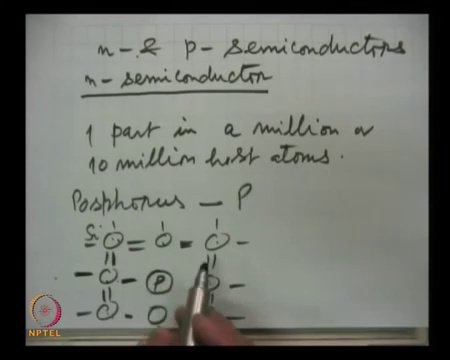 n- & p- semiconductors
n- semiconductor
1 part in a million or
10 million host atoms.
Posphorus — P
Si
P
NPTEL